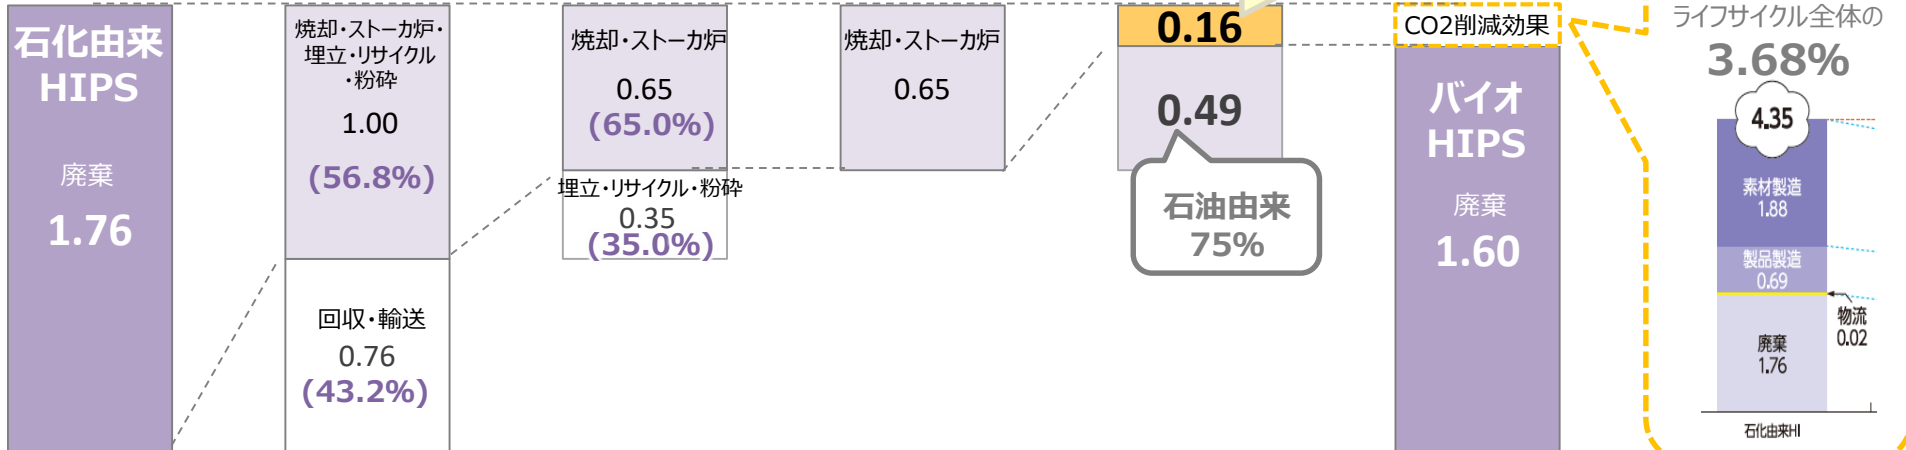 石化由来
HIPS
廃棄
1.76
焼却・ストーカ炉・
埋立・リサイクル
・粉砕
1.00
(56.8%)
回収・輸送
0.76
(43.2%)
焼却・ストーカ炉
0.65
(65.0%)
埋立・リサイクル・粉砕
0.35
(35.0%)
焼却・ストーカ炉
0.65
0.16
0.49
石油由来
75%
CO2削減効果
バイオ
HIPS
廃棄
1.60
ライフサイクル全体の
3.68%
4.35
素材製造
1.88
製品製造
0.69
物流
0.02
廃棄
1.76
石化由来HI